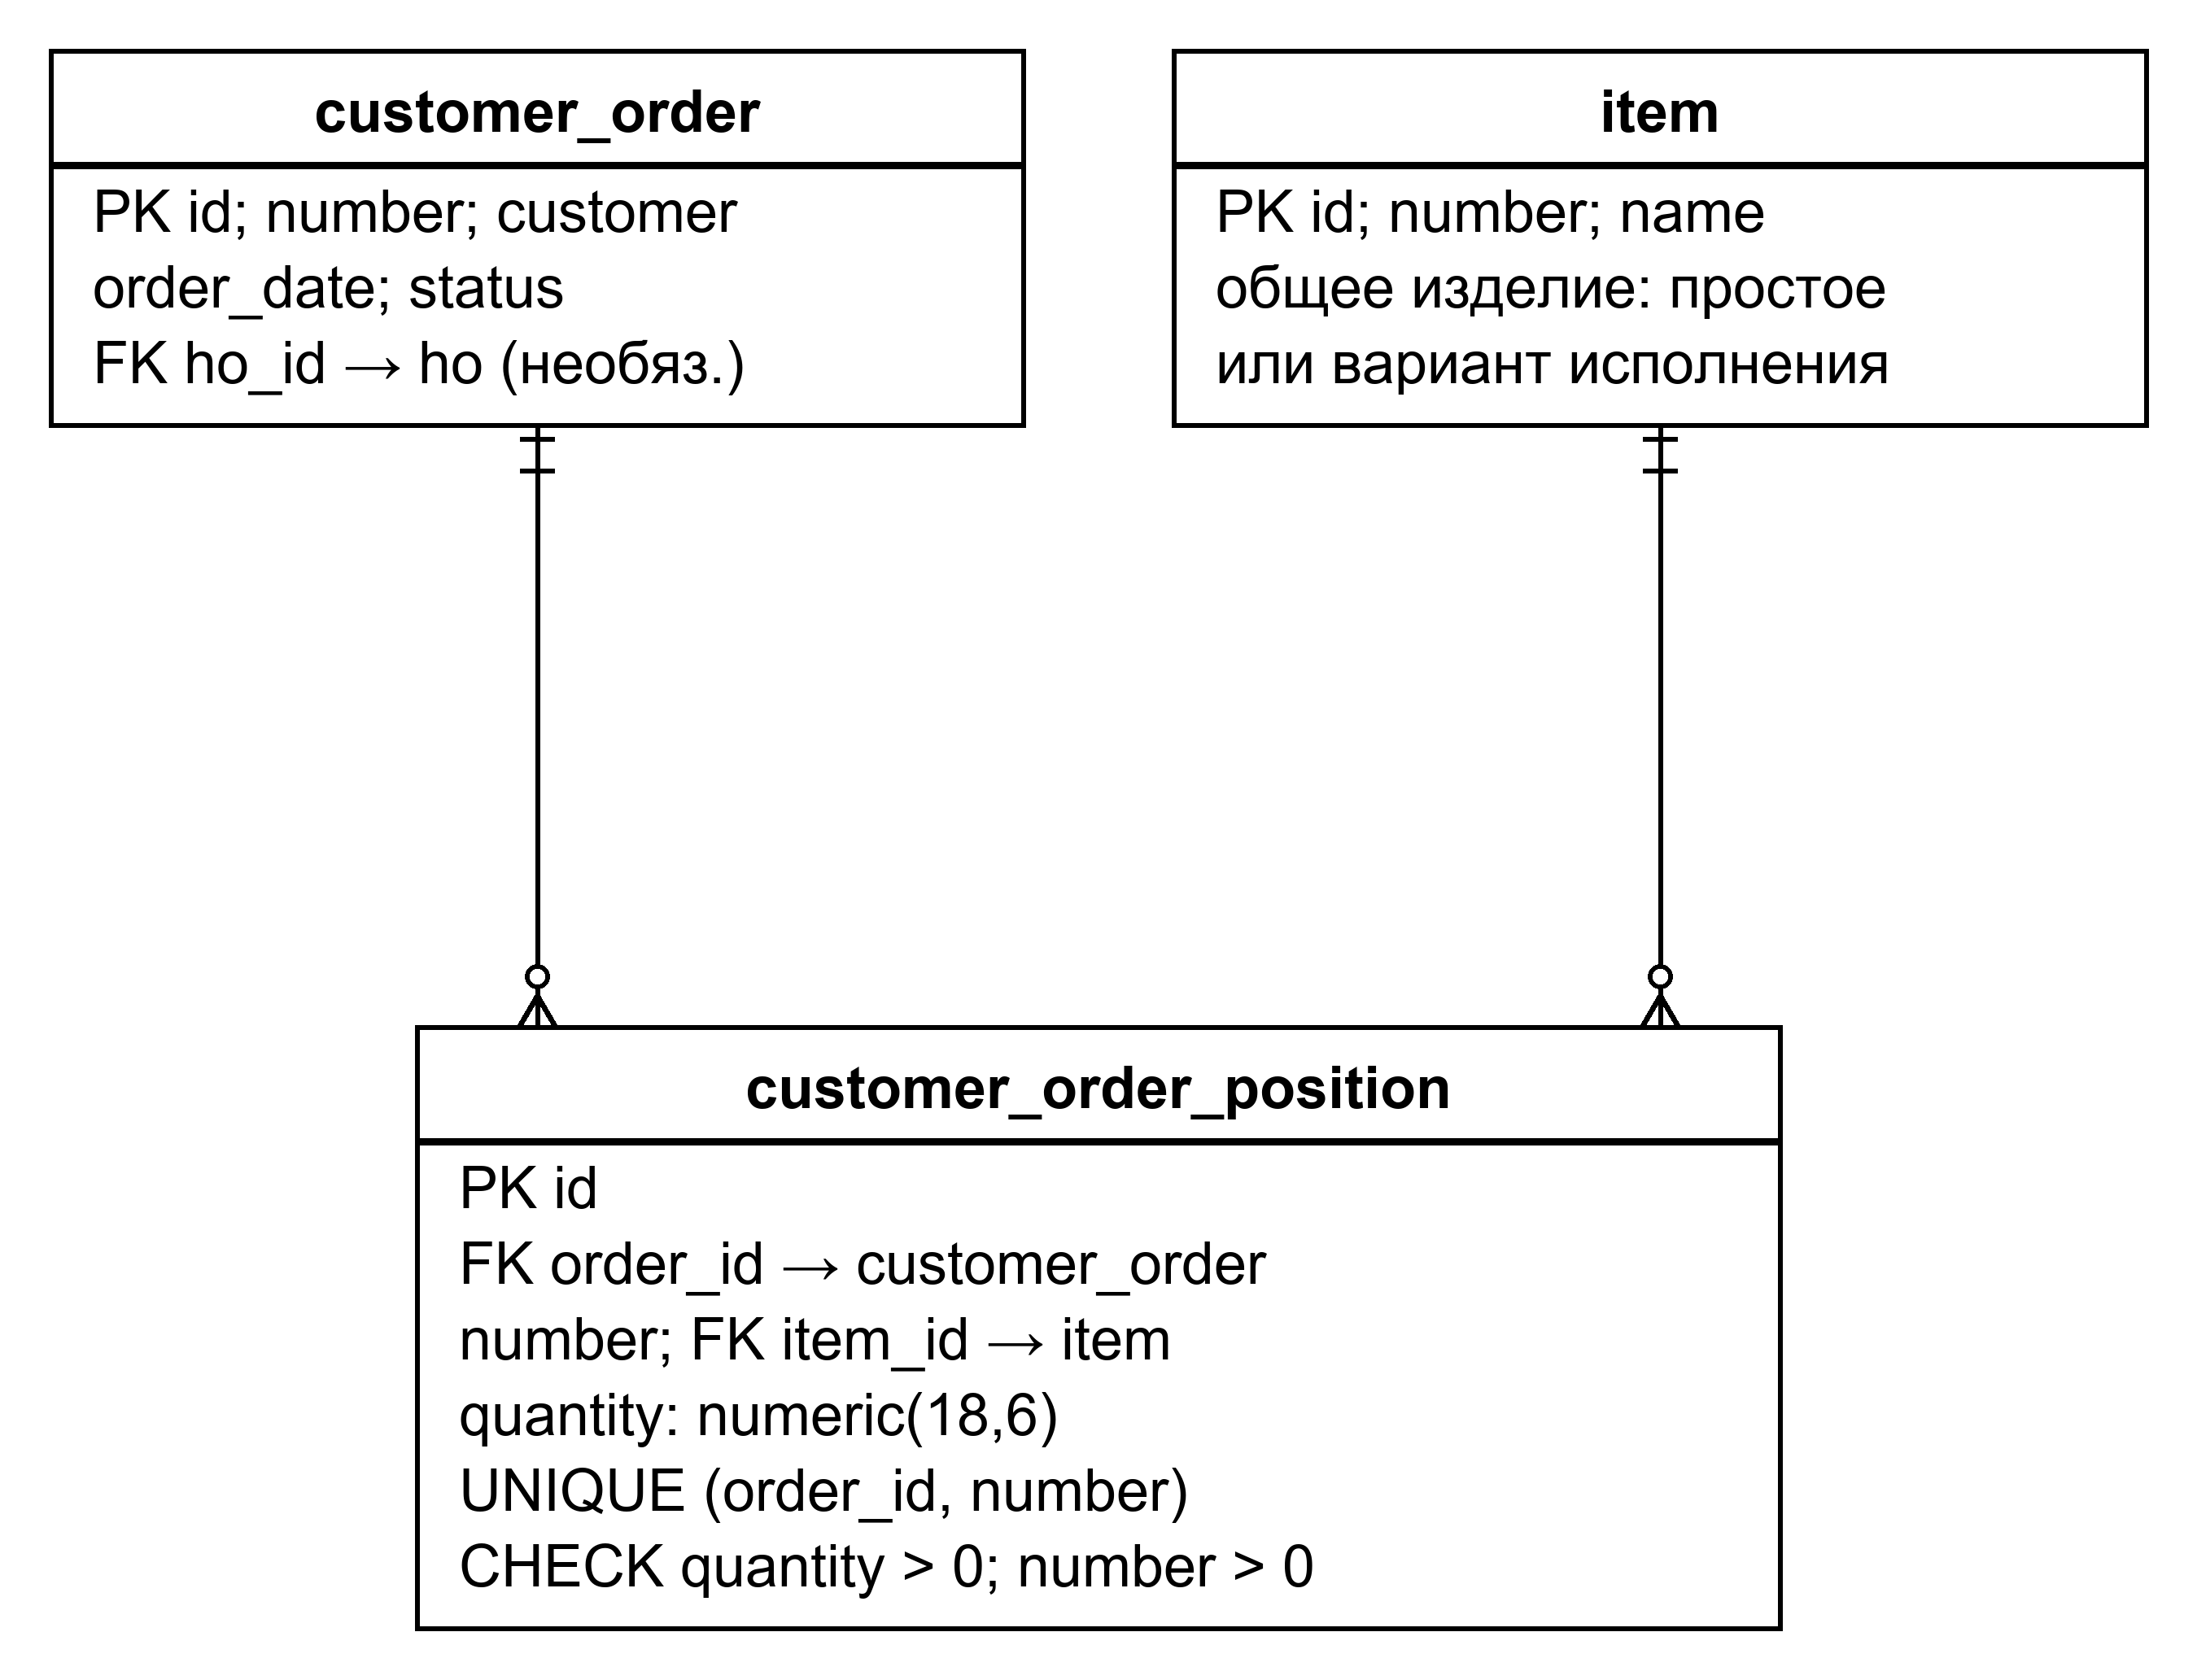 customer_order
PK id; number; customer
order_date; status
FK ho_id → ho (необяз.)
item
PK id; number; name
общее изделие: простое
или вариант исполнения
customer_order_position
PK id
FK order_id → customer_order
number; FK item_id → item
quantity: numeric(18,6)
UNIQUE (order_id, number)
CHECK quantity > 0; number > 0